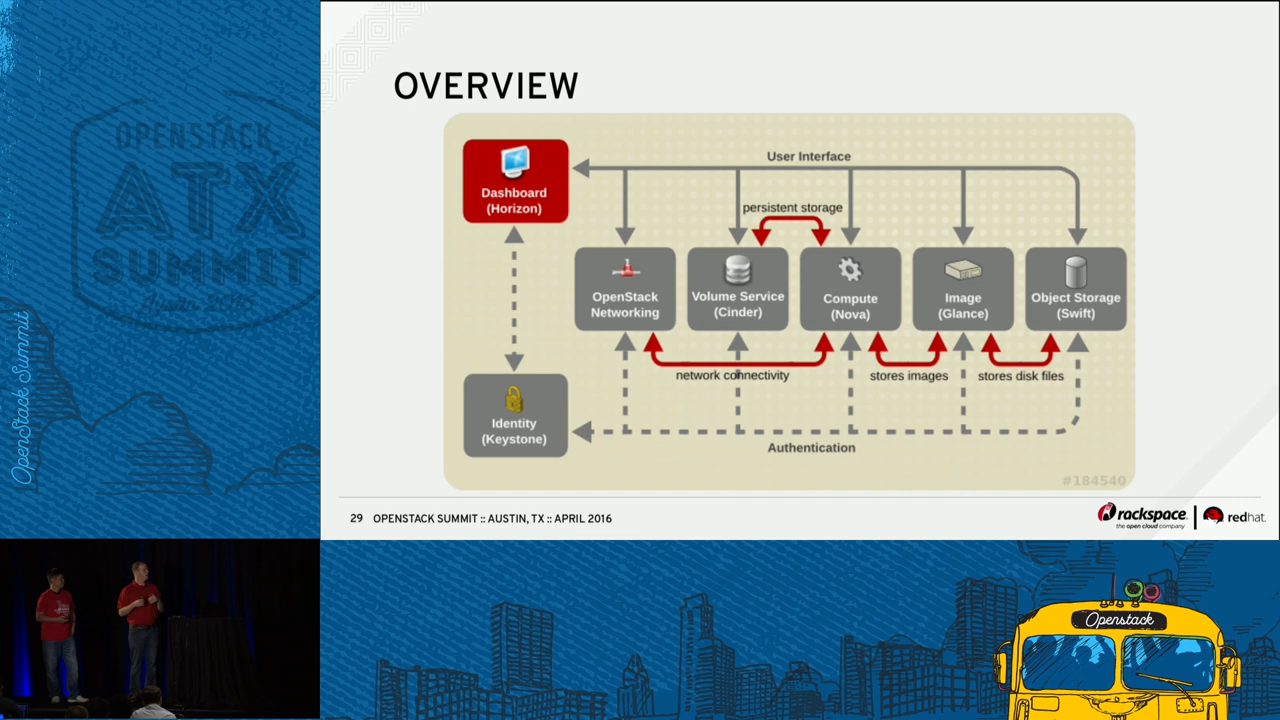 OPENSTACK
ATX
SUMMIT
Austin 2016
OpenStack Summit
OVERVIEW
User Interface
Dashboard
(Horizon)
persistent storage
OpenStack
Networking
Volume Service
(Cinder)
Compute
(Nova)
Image
(Glance)
Object Storage
(Swift)
network connectivity
stores images
stores disk files
Identity
(Keystone)
Authentication
#184540
29 OPENSTACK SUMMIT :: AUSTIN, TX :: APRIL 2016
rackspace.
the open cloud company
redhat.
Openstack